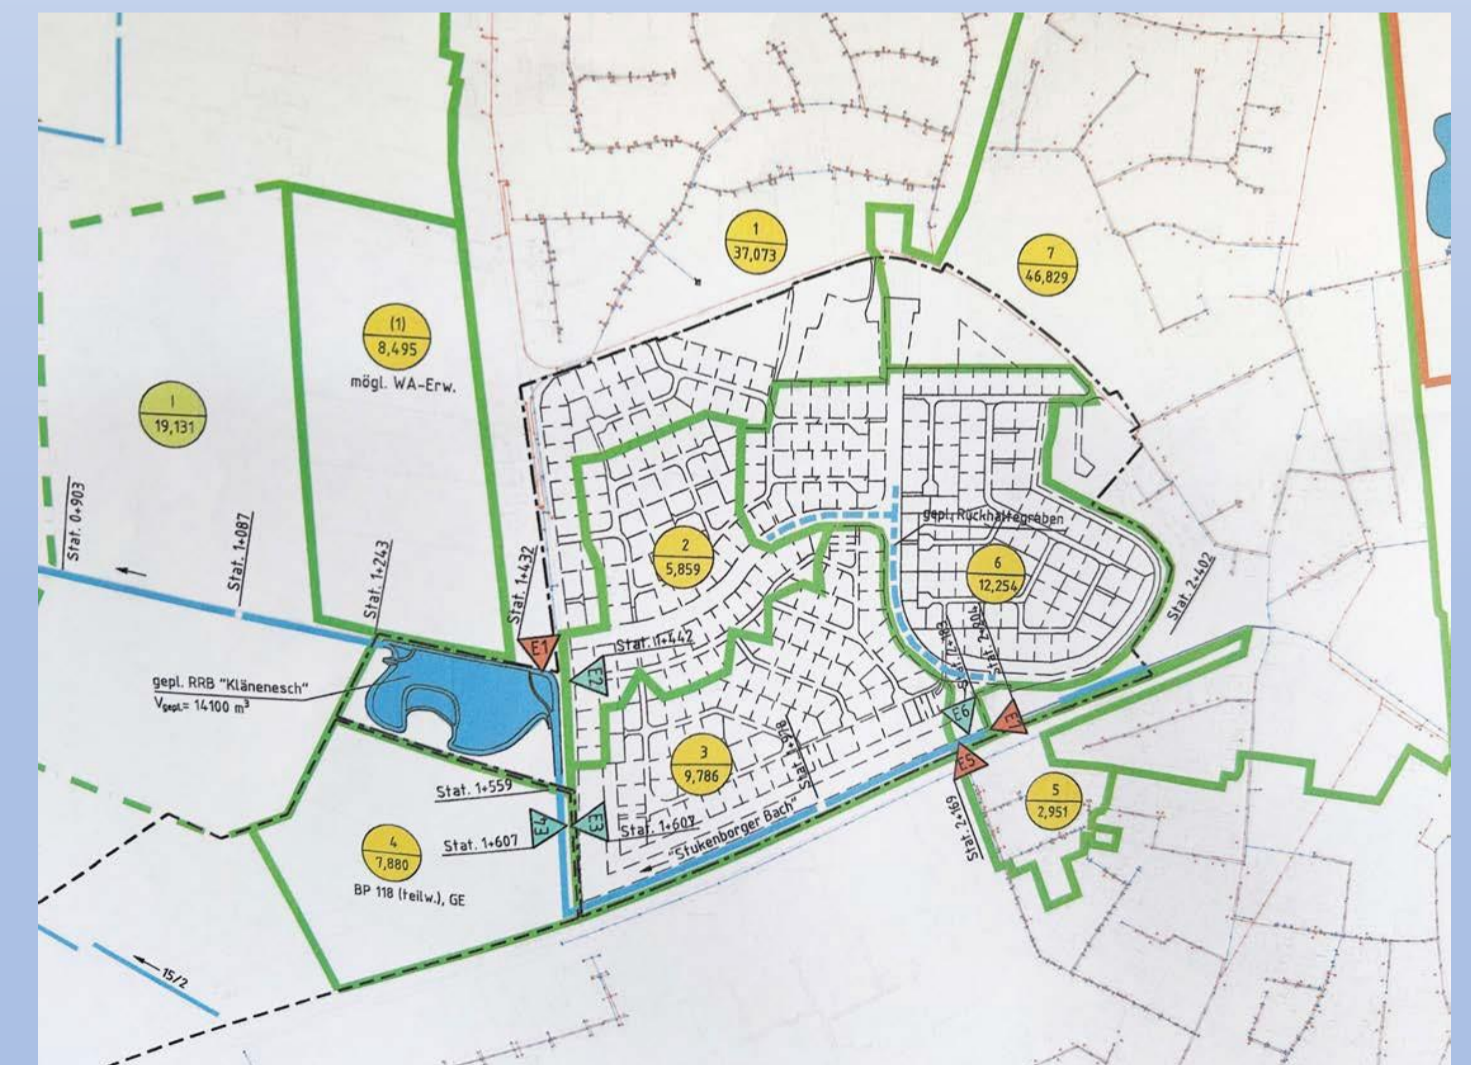 1
37,073
7
46,829
(1)
8,495
mögl. WA-Erw.
I
19,131
Stat. 0+903
Stat. 1+087
Stat. 1+243
Stat. 1+432
gepl. Rückhaltegraben
2
5,859
6
12,254
Stat. 2+402
E1
Stat. 1+442
E2
gepl. RRB "Klänenesch"
Vgepl.= 14100 m³
E6
E5
3
9,786
Stat. 1+559
5
2,951
E4
E3
Stat. 1+607
Stat. 1+607
"Stukenborger Bach"
Stat. 2+169
4
7,880
BP 118 (teilw.), GE
15/2